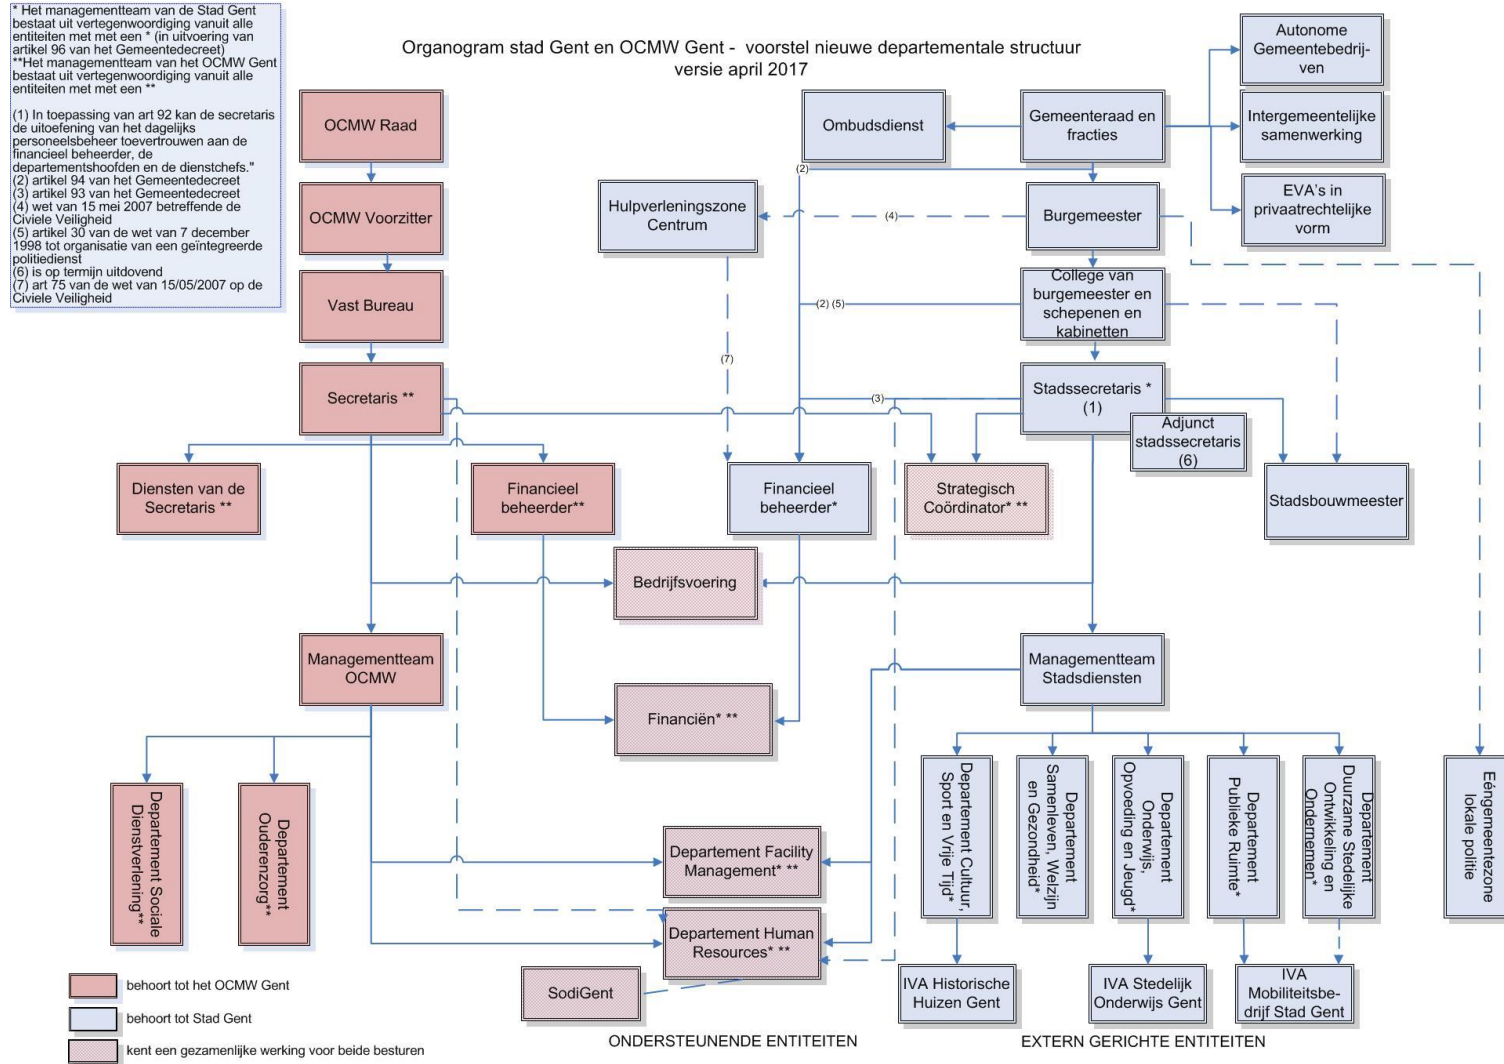 * Het managementteam van de Stad Gent
bestaat uit vertegenwoordiging vanuit alle
entiteiten met met een * (in uitvoering van
artikel 96 van het Gemeentedecreet)
**Het managementteam van het OCMW Gent
bestaat uit vertegenwoordiging vanuit alle
entiteiten met met een **
(1) In toepassing van art 92 kan de secretaris
de uitoefening van het dagelijks
personeelsbeheer toevertrouwen aan de
financieel beheerder, de
departementshoofden en de dienstchefs."
(2) artikel 94 van het Gemeentedecreet
(3) artikel 93 van het Gemeentedecreet
(4) wet van 15 mei 2007 betreffende de
Civiele Veiligheid
(5) artikel 30 van de wet van 7 december
1998 tot organisatie van een geïntegreerde
politiedienst
(6) is op termijn uitdovend
(7) art 75 van de wet van 15/05/2007 op de
Civiele Veiligheid
Organogram stad Gent en OCMW Gent - voorstel nieuwe departementale structuur
versie april 2017
Autonome
Gemeentebedrij-
ven
OCMW Raad
Ombudsdienst
Gemeenteraad en
fracties
Intergemeentelijke
samenwerking
(2)
OCMW Voorzitter
Hulpverleningszone
Centrum
(4)
Burgemeester
EVA's in
privaatrechtelijke
vorm
Vast Bureau
(2) (5)
College van
burgemeester en
schepenen en
kabinetten
(7)
Secretaris **
(3)
Stadssecretaris *
(1)
Adjunct
stadssecretaris
(6)
Diensten van de
Secretaris **
Financieel
beheerder**
Financieel
beheerder*
Strategisch
Coördinator* **
Stadsbouwmeester
Bedrijfsvoering
Managementteam
OCMW
Managementteam
Stadsdiensten
Financiën* **
Departement Sociale
Dienstverlening**
Departement
Ouderenzorg**
Departement Facility
Management* **
Departement Human
Resources* **
SodiGent
Departement Cultuur,
Sport en Vrije Tijd*
Departement
Samenleven, Welzijn
en Gezondheid*
Departement
Onderwijs,
Opvoeding en Jeugd*
Departement
Publieke Ruimte*
Departement
Duurzame Stedelijke
Ontwikkeling en
Ondernemen*
Eéngemeentezone
lokale politie
IVA Historische
Huizen Gent
IVA Stedelijk
Onderwijs Gent
IVA
Mobiliteitsbe-
drijf Stad Gent
behoort tot het OCMW Gent
behoort tot Stad Gent
kent een gezamenlijke werking voor beide besturen
ONDERSTEUNENDE ENTITEITEN
EXTERN GERICHTE ENTITEITEN